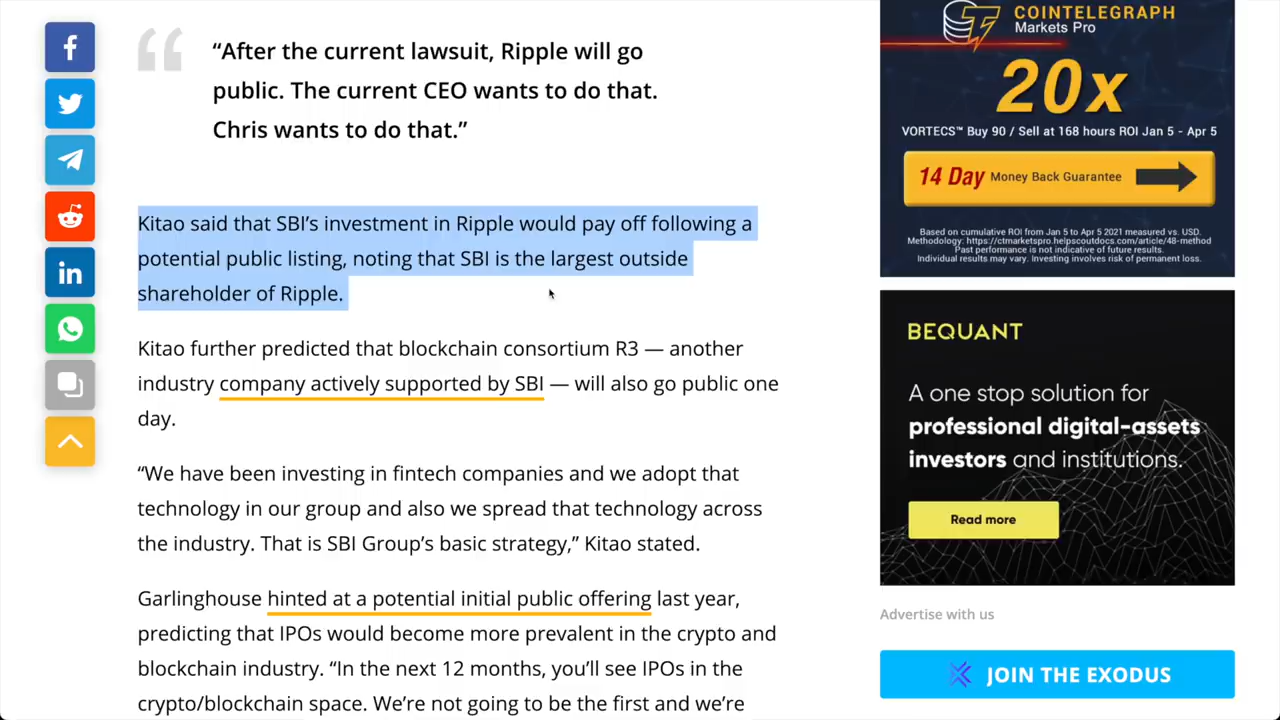 “After the current lawsuit, Ripple will go
public. The current CEO wants to do that.
Chris wants to do that.”
Kitao said that SBI’s investment in Ripple would pay off following a
potential public listing, noting that SBI is the largest outside
shareholder of Ripple.
Kitao further predicted that blockchain consortium R3 — another
industry company actively supported by SBI — will also go public one
day.
“We have been investing in fintech companies and we adopt that
technology in our group and also we spread that technology across
the industry. That is SBI Group’s basic strategy,” Kitao stated.
Garlinghouse hinted at a potential initial public offering last year,
predicting that IPOs would become more prevalent in the crypto and
blockchain industry. “In the next 12 months, you’ll see IPOs in the
crypto/blockchain space. We’re not going to be the first and we’re
COINTELEGRAPH
Markets Pro
20x
VORTECS™ Buy 90 / Sell at 168 hours ROI Jan 5 - Apr 5
14 Day Money Back Guarantee
Based on cumulative ROI from Jan 5 to Apr 5 2021 measured vs. USD.
Methodology: https://ctmarketspro.helpscoutdocs.com/article/48-method
Past performance is not indicative of future results.
Individual results may vary. Investing involves risk of permanent loss.
BEQUANT
A one stop solution for
professional digital-assets
investors and institutions.
Read more
Advertise with us
JOIN THE EXODUS